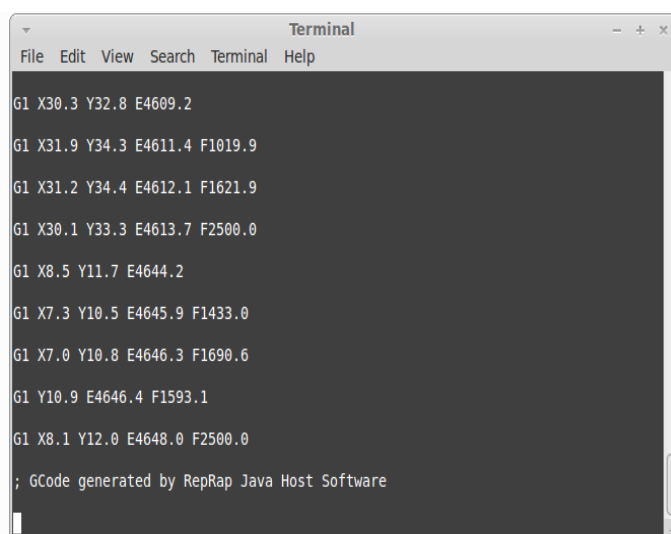 Terminal
File Edit View Search Terminal Help
G1 X30.3 Y32.8 E4609.2
G1 X31.9 Y34.3 E4611.4 F1019.9
G1 X31.2 Y34.4 E4612.1 F1621.9
G1 X30.1 Y33.3 E4613.7 F2500.0
G1 X8.5 Y11.7 E4644.2
G1 X7.3 Y10.5 E4645.9 F1433.0
G1 X7.0 Y10.8 E4646.3 F1690.6
G1 Y10.9 E4646.4 F1593.1
G1 X8.1 Y12.0 E4648.0 F2500.0
; GCode generated by RepRap Java Host Software